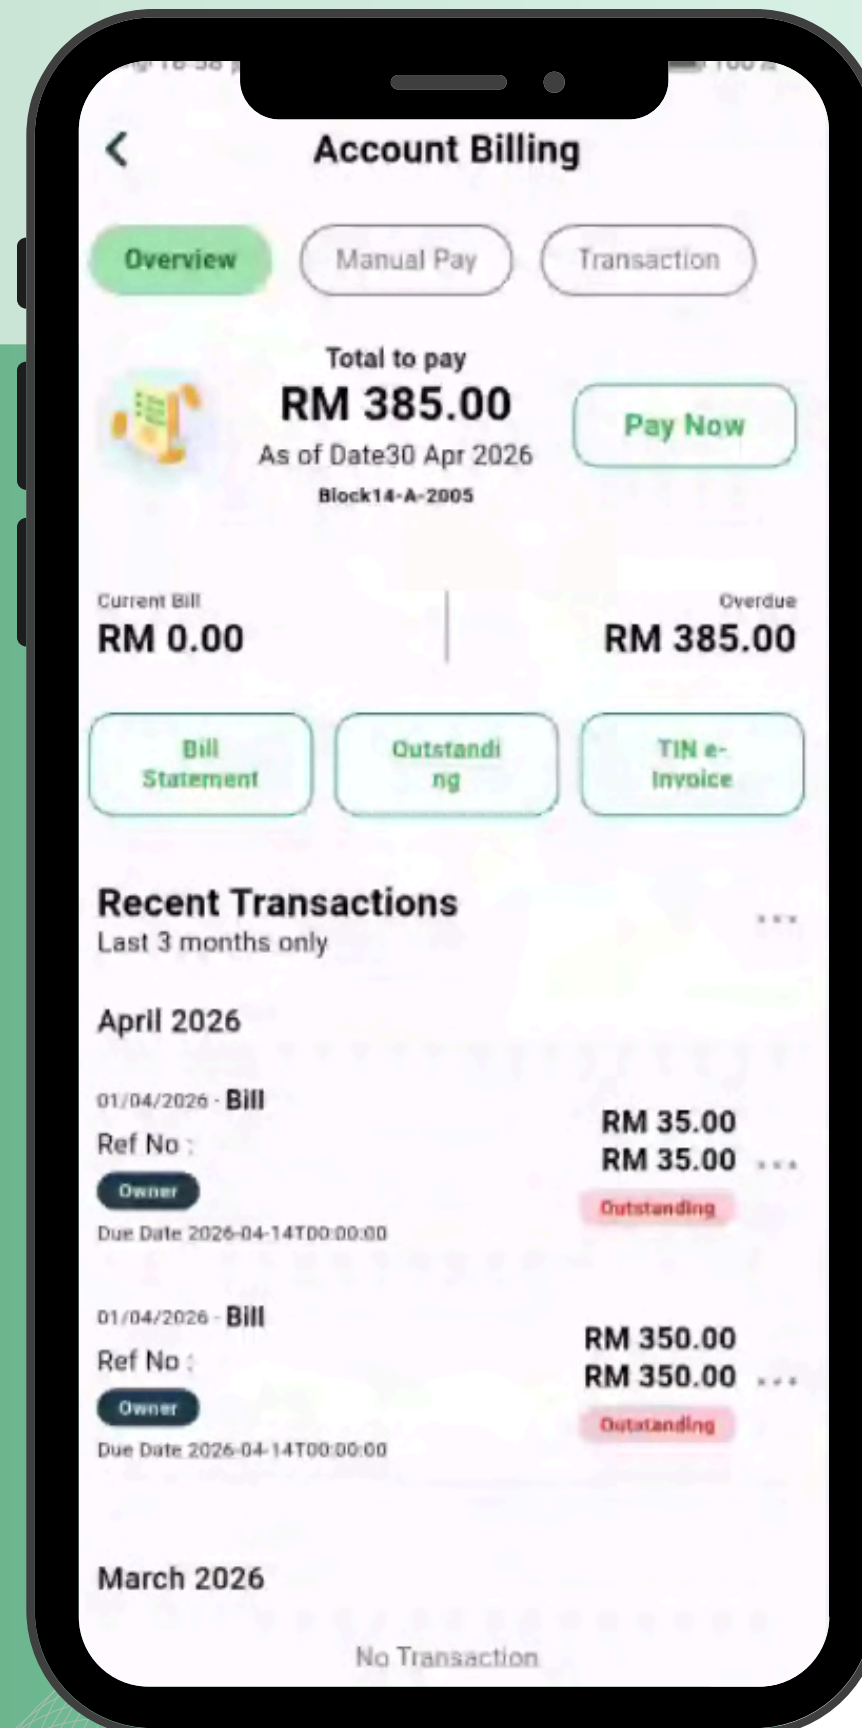 Account Billing
Overview
Manual Pay
Transaction
Total to pay
RM 385.00
As of Date30 Apr 2026
Block14-A-2005
Pay Now
Current Bill
RM 0.00
Overdue
RM 385.00
Bill
Statement
Outstandi
ng
TIN e-
Invoice
Recent Transactions
Last 3 months only
April 2026
01/04/2026 - Bill
Ref No :
Owner
Due Date 2026-04-14T00:00:00
RM 35.00
RM 35.00
Outstanding
01/04/2026 - Bill
Ref No :
Owner
Due Date 2026-04-14T00:00:00
RM 350.00
RM 350.00
Outstanding
March 2026
No Transaction